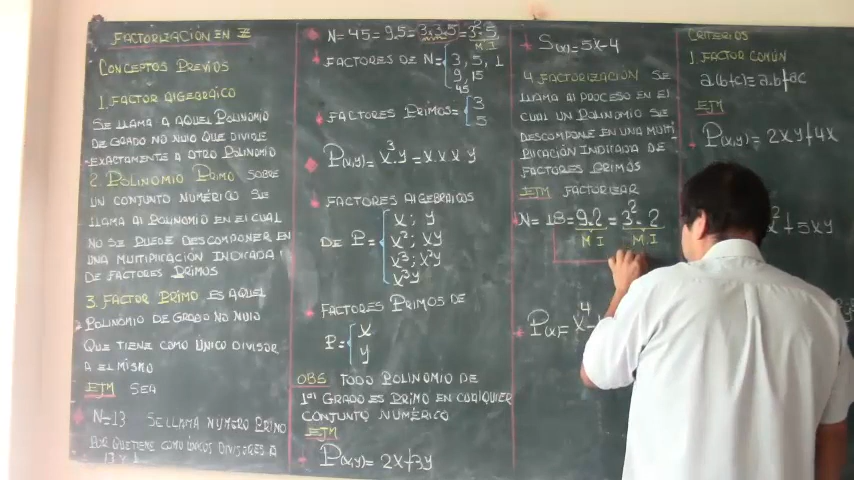 FACTORIZACIÓN EN Z
CONCEPTOS PREVIOS
1. FACTOR ALGEBRAICO
SE LLAMA A AQUEL POLINOMIO
DE GRADO NO NULO QUE DIVIDE
EXACTAMENTE A OTRO POLINOMIO
2. POLINOMIO PRIMO SOBRE
UN CONJUNTO NUMÉRICO SE
LLAMA AL POLINOMIO EN EL CUAL
NO SE PUEDE DESCOMPONER EN
UNA MULTIPLICACIÓN INDICADA
DE FACTORES PRIMOS
3. FACTOR PRIMO ES AQUEL
POLINOMIO DE GRADO NO NULO
QUE TIENE COMO ÚNICO DIVISOR
A EL MISMO
EJM SEA
N=13 SE LLAMA NUMERO PRIMO
POR QUE TIENE COMO ÚNICOS DIVISORES A
13 Y 1
N=45=9.5=3.3.5=3².5
M.I
FACTORES DE N= { 3, 5, 1
9, 15
45
FACTORES PRIMOS= { 3
5
P(x,y)=x³.y=x x x y
FACTORES ALGEBRAICOS
DE P= { x; y
x²; xy
x³; x²y
x³y
FACTORES PRIMOS DE
P= { x
y
OBS TODO POLINOMIO DE
1er GRADO ES PRIMO EN CUALQUIER
CONJUNTO NUMÉRICO
EJM
P(x,y)= 2x+3y
S(x)=5x-4
4. FACTORIZACIÓN SE
LLAMA AL PROCESO EN EL
CUAL UN POLINOMIO SE
DESCOMPONE EN UNA MULTI-
PLICACIÓN INDICADA DE
FACTORES PRIMOS
EJM FACTORIZAR
N= 18=9.2=3².2
M.I M.I
P(x)=x⁴-
CRITERIOS
1. FACTOR COMÚN
a(b+c)=a.b+ac
EJM
P(x,y)= 2xy+4x
x²+5xy